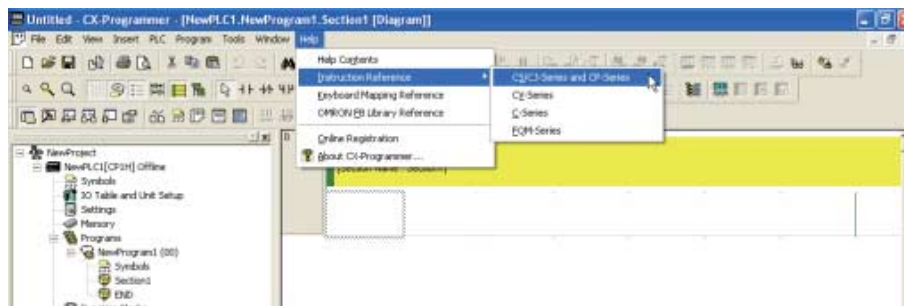 Untitled - CX-Programmer - [NewPLC1.NewProgram1.Section1 [Diagram]]
File Edit View Insert PLC Program Tools Window Help
Help Contents
Instruction Reference
Keyboard Mapping Reference
OMRON FB Library Reference
Online Registration
About CX-Programmer....
CS/CJ-Series and CP-Series
CV-Series
C-Series
FQM-Series
[Section Name : Section1]
NewProject
NewPLC1[CP1H] Offline
Symbols
IO Table and Unit Setup
Settings
Memory
Programs
NewProgram1 (00)
Symbols
Section1
END